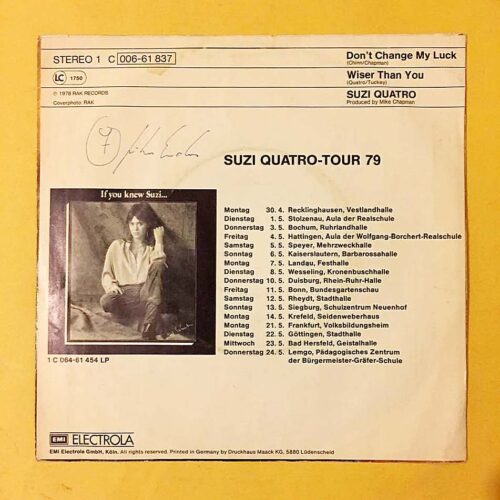 STEREO 1 C 006-61 837
LC 1750
℗ 1978 RAK RECORDS
Coverphoto: RAK
Don't Change My Luck
(Chinn/Chapman)
Wiser Than You
(Quatro/Tuckey)
SUZI QUATRO
Produced by Mike Chapman
7
SUZI QUATRO-TOUR 79
If you knew Suzi...
1 C 064-61 454 LP
Montag 30. 4. Recklinghausen, Vestlandhalle
Dienstag 1. 5. Stolzenau, Aula der Realschule
Donnerstag 3. 5. Bochum, Ruhrlandhalle
Freitag 4. 5. Hattingen, Aula der Wolfgang-Borchert-Realschule
Samstag 5. 5. Speyer, Mehrzweckhalle
Sonntag 6. 5. Kaiserslautern, Barbarossahalle
Montag 7. 5. Landau, Festhalle
Dienstag 8. 5. Wesseling, Kronenbuschhalle
Donnerstag 10. 5. Duisburg, Rhein-Ruhr-Halle
Freitag 11. 5. Bonn, Bundesgartenschau
Samstag 12. 5. Rheydt, Stadthalle
Sonntag 13. 5. Siegburg, Schulzentrum Neuenhof
Montag 14. 5. Krefeld, Seidenweberhaus
Montag 21. 5. Frankfurt, Volksbildungsheim
Dienstag 22. 5. Göttingen, Stadthalle
Mittwoch 23. 5. Bad Hersfeld, Geistalhalle
Donnerstag 24. 5. Lemgo, Pädagogisches Zentrum
der Bürgermeister-Gräfer-Schule
EMI ELECTROLA
EMI Electrola GmbH, Köln. All rights reserved. Printed in Germany by Druckhaus Maack KG, 5880 Lüdenscheid